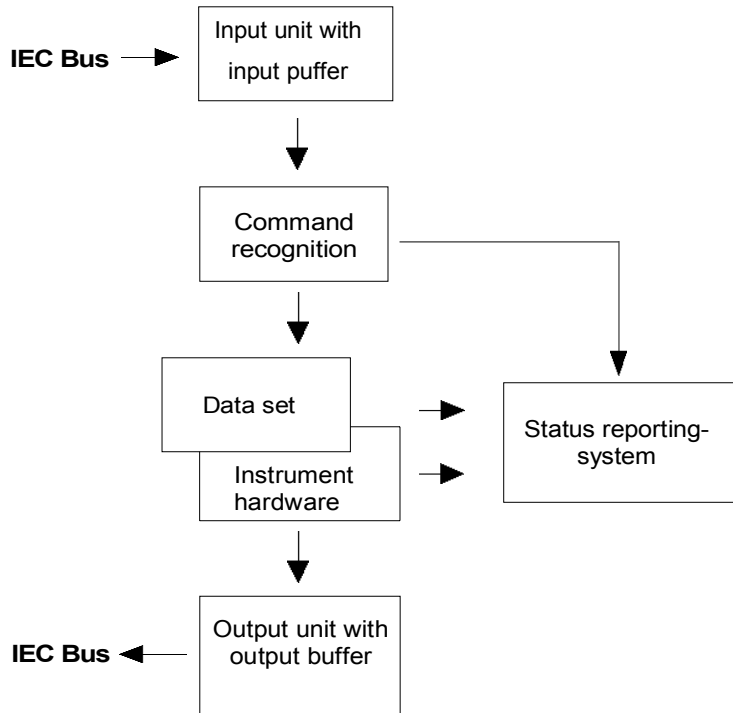 Input unit with
IEC Bus
input puffer
Command
recognition
Data set
Status reporting-
system
Instrument
hardware
Output unit with
output buffer
IEC Bus